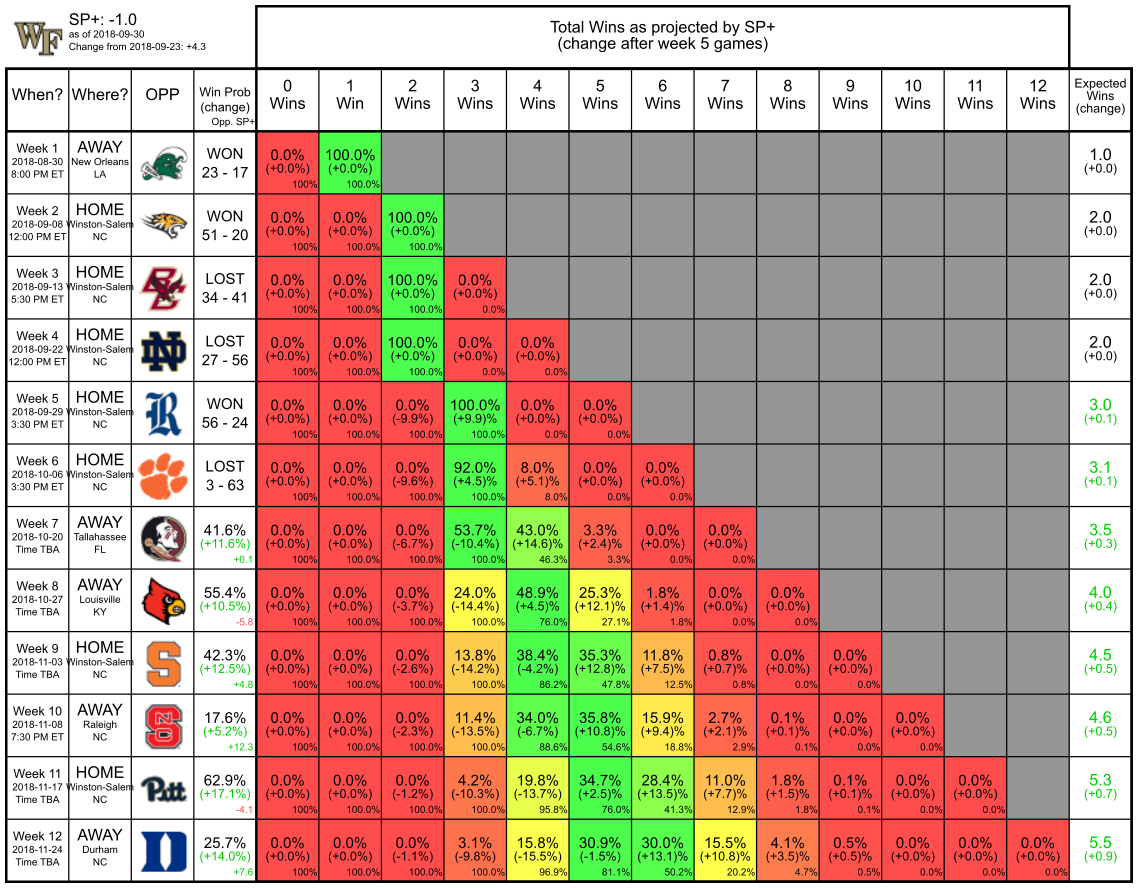 WF
SP+: -1.0
as of 2018-09-30
Change from 2018-09-23: +4.3
Total Wins as projected by SP+
(change after week 5 games)
When? Where? OPP Win Prob (change) Opp. SP+ 0 Wins 1 Win 2 Wins 3 Wins 4 Wins 5 Wins 6 Wins 7 Wins 8 Wins 9 Wins 10 Wins 11 Wins 12 Wins Expected Wins (change)
Week 1 AWAY WON 0.0% 100.0% 1.0
2018-08-30 New Orleans (+0.0%) (+0.0%) (+0.0)
8:00 PM ET LA 23 - 17 100% 100.0%
Week 2 HOME WON 0.0% 0.0% 100.0% 2.0
2018-09-08 Winston-Salem (+0.0%) (+0.0%) (+0.0%) (+0.0)
12:00 PM ET NC 51 - 20 100% 100.0% 100.0%
Week 3 HOME BC LOST 0.0% 0.0% 100.0% 0.0% 2.0
2018-09-13 Winston-Salem (+0.0%) (+0.0%) (+0.0%) (+0.0%) (+0.0)
5:30 PM ET NC 34 - 41 100% 100.0% 100.0% 0.0%
Week 4 HOME ND LOST 0.0% 0.0% 100.0% 0.0% 0.0% 2.0
2018-09-22 Winston-Salem (+0.0%) (+0.0%) (+0.0%) (+0.0%) (+0.0%) (+0.0)
12:00 PM ET NC 27 - 56 100% 100.0% 100.0% 0.0% 0.0%
Week 5 HOME R WON 0.0% 0.0% 0.0% 100.0% 0.0% 0.0% 3.0
2018-09-29 Winston-Salem (+0.0%) (+0.0%) (-9.9%) (+9.9)% (+0.0%) (+0.0%) (+0.1)
3:30 PM ET NC 56 - 24 100% 100.0% 100.0% 100.0% 0.0% 0.0%
Week 6 HOME LOST 0.0% 0.0% 0.0% 92.0% 8.0% 0.0% 0.0% 3.1
2018-10-06 Winston-Salem (+0.0%) (+0.0%) (-9.6%) (+4.5)% (+5.1)% (+0.0%) (+0.0%) (+0.1)
3:30 PM ET NC 3 - 63 100% 100.0% 100.0% 100.0% 8.0% 0.0% 0.0%
Week 7 AWAY 41.6% 0.0% 0.0% 0.0% 53.7% 43.0% 3.3% 0.0% 0.0% 3.5
2018-10-20 Tallahassee (+11.6%) (+0.0%) (+0.0%) (-6.7%) (-10.4%) (+14.6)% (+2.4)% (+0.0%) (+0.0%) (+0.3)
Time TBA FL +0.1 100% 100.0% 100.0% 100.0% 46.3% 3.3% 0.0% 0.0%
Week 8 AWAY 55.4% 0.0% 0.0% 0.0% 24.0% 48.9% 25.3% 1.8% 0.0% 0.0% 4.0
2018-10-27 Louisville (+10.5%) (+0.0%) (+0.0%) (-3.7%) (-14.4%) (+4.5)% (+12.1)% (+1.4)% (+0.0%) (+0.0%) (+0.4)
Time TBA KY -5.8 100% 100.0% 100.0% 100.0% 76.0% 27.1% 1.8% 0.0% 0.0%
Week 9 HOME S 42.3% 0.0% 0.0% 0.0% 13.8% 38.4% 35.3% 11.8% 0.8% 0.0% 0.0% 4.5
2018-11-03 Winston-Salem (+12.5%) (+0.0%) (+0.0%) (-2.6%) (-14.2%) (-4.2%) (+12.8)% (+7.5)% (+0.7)% (+0.0%) (+0.0%) (+0.5)
Time TBA NC +4.8 100% 100.0% 100.0% 100.0% 86.2% 47.8% 12.5% 0.8% 0.0% 0.0%
Week 10 AWAY NCS 17.6% 0.0% 0.0% 0.0% 11.4% 34.0% 35.8% 15.9% 2.7% 0.1% 0.0% 0.0% 4.6
2018-11-08 Raleigh (+5.2%) (+0.0%) (+0.0%) (-2.3%) (-13.5%) (-6.7%) (+10.8)% (+9.4)% (+2.1)% (+0.1)% (+0.0%) (+0.0%) (+0.5)
7:30 PM ET NC +12.3 100% 100.0% 100.0% 100.0% 88.6% 54.6% 18.8% 2.9% 0.1% 0.0% 0.0%
Week 11 HOME Pitt 62.9% 0.0% 0.0% 0.0% 4.2% 19.8% 34.7% 28.4% 11.0% 1.8% 0.1% 0.0% 0.0% 5.3
2018-11-17 Winston-Salem (+17.1%) (+0.0%) (+0.0%) (-1.2%) (-10.3%) (-13.7%) (+2.5)% (+13.5)% (+7.7)% (+1.5)% (+0.1)% (+0.0%) (+0.0%) (+0.7)
Time TBA NC -4.1 100% 100.0% 100.0% 100.0% 95.8% 76.0% 41.3% 12.9% 1.8% 0.1% 0.0% 0.0%
Week 12 AWAY D 25.7% 0.0% 0.0% 0.0% 3.1% 15.8% 30.9% 30.0% 15.5% 4.1% 0.5% 0.0% 0.0% 0.0% 5.5
2018-11-24 Durham (+14.0%) (+0.0%) (+0.0%) (-1.1%) (-9.8%) (-15.5%) (-1.5%) (+13.1)% (+10.8)% (+3.5)% (+0.5)% (+0.0%) (+0.0%) (+0.0%) (+0.9)
Time TBA NC +7.6 100% 100.0% 100.0% 100.0% 96.9% 81.1% 50.2% 20.2% 4.7% 0.5% 0.0% 0.0% 0.0%